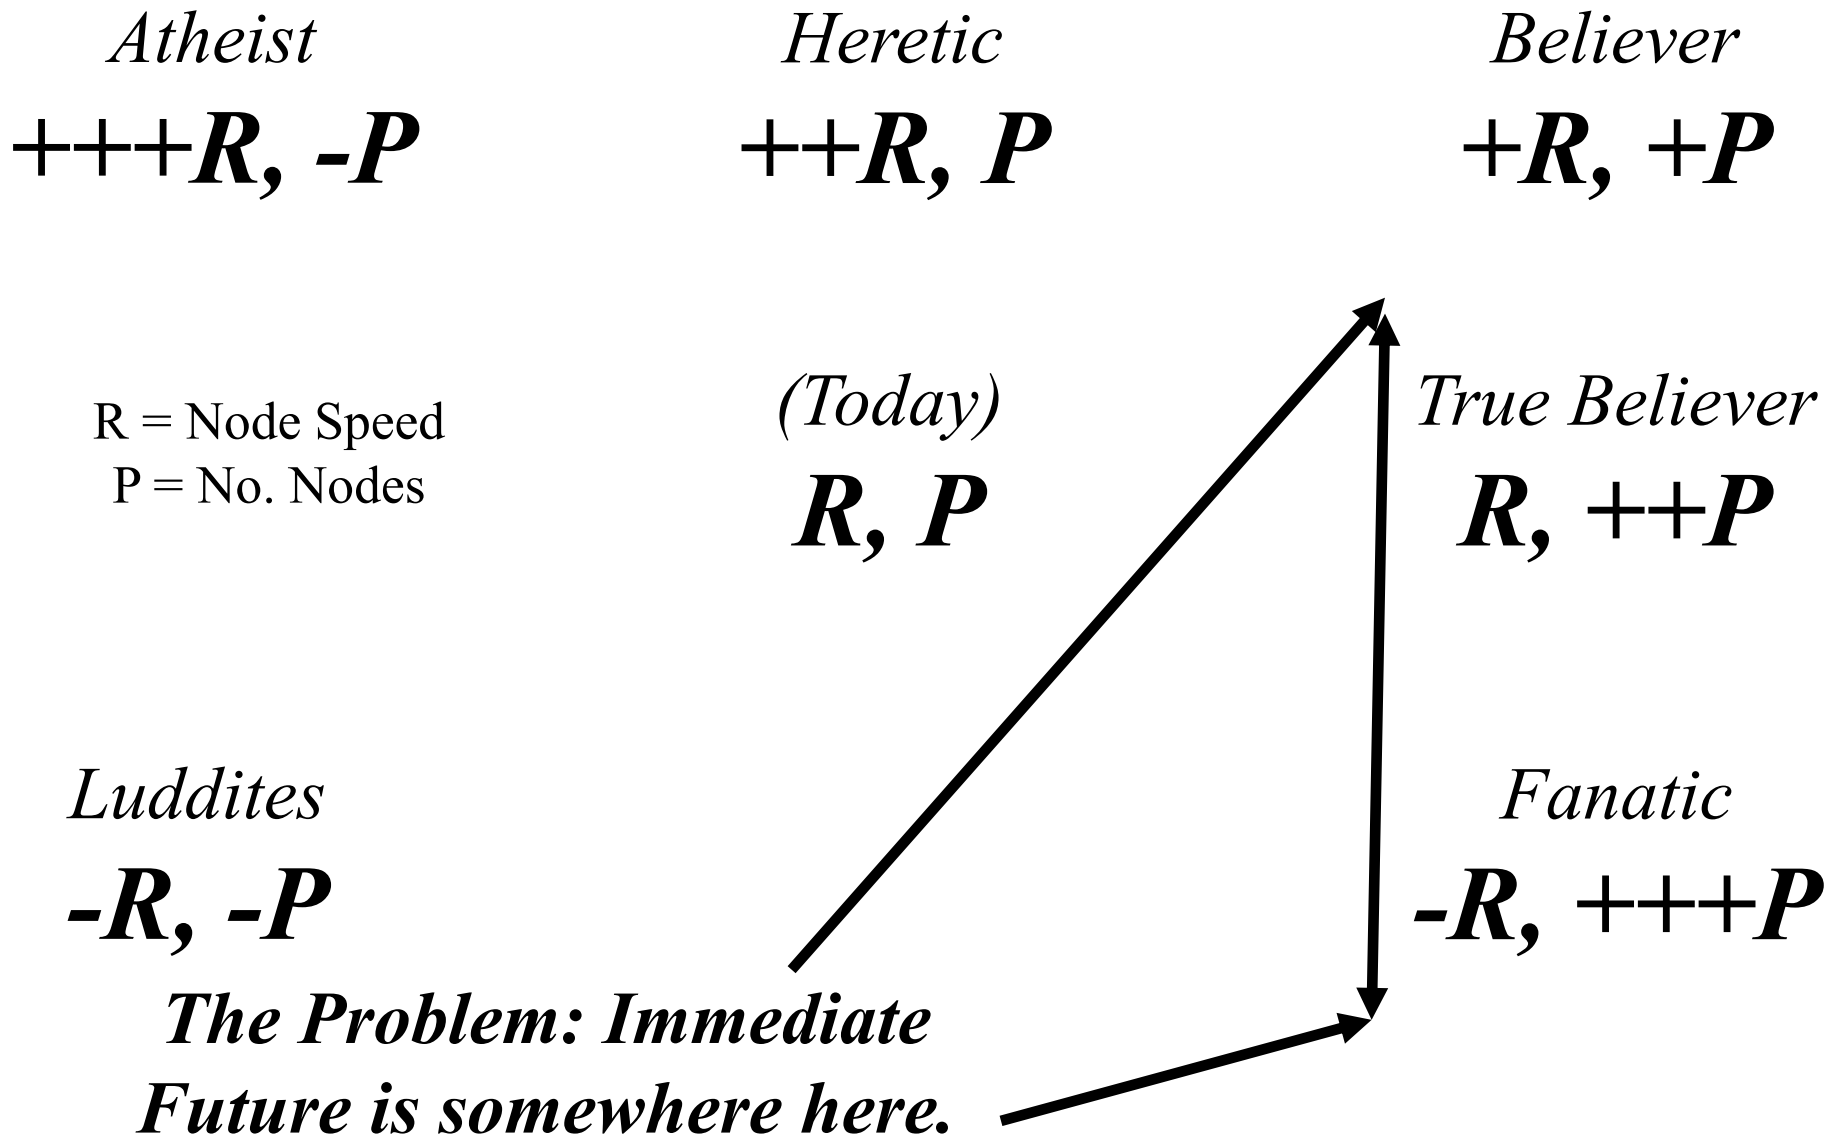 Atheist
+++R, -P
Heretic
++R, P
Believer
+R, +P
R = Node Speed
P = No. Nodes
(Today)
R, P
True Believer
R, ++P
Luddites
-R, -P
Fanatic
-R, +++P
The Problem: Immediate
Future is somewhere here.